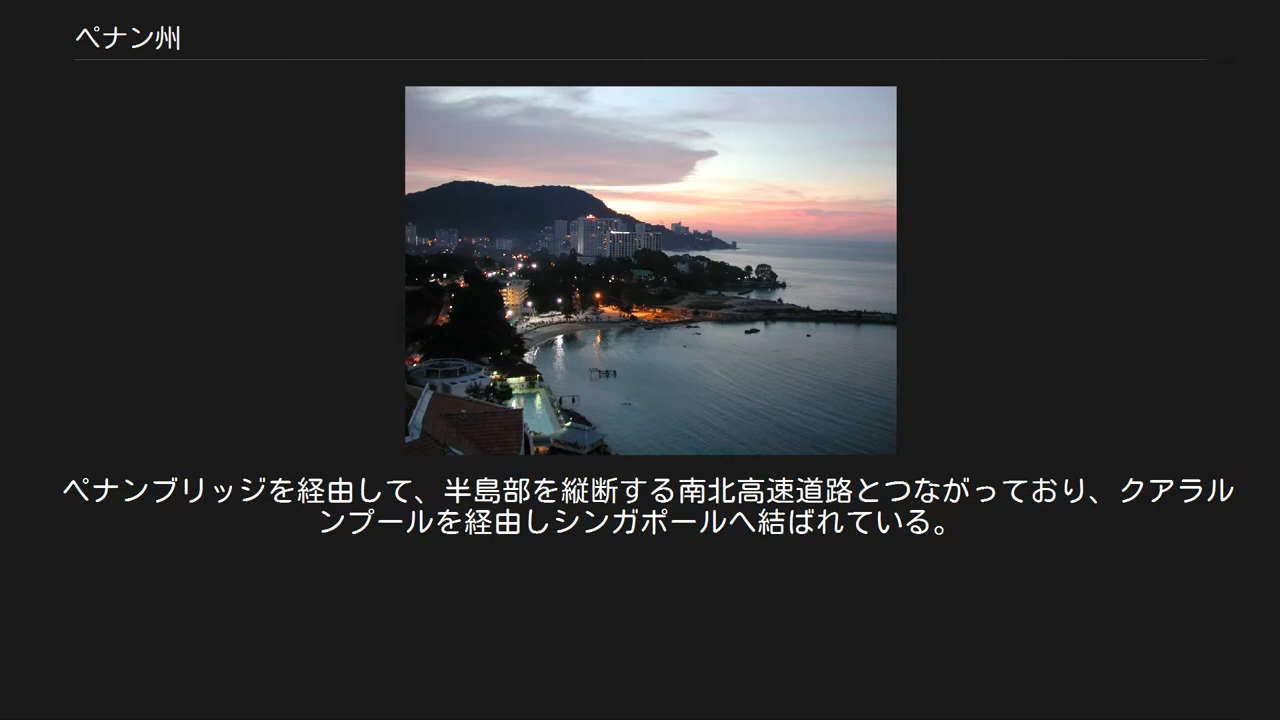 ペナン州
ペナンブリッジを経由して、半島部を縦断する南北高速道路とつながっており、クアラル
ンプールを経由しシンガポールへ結ばれている。